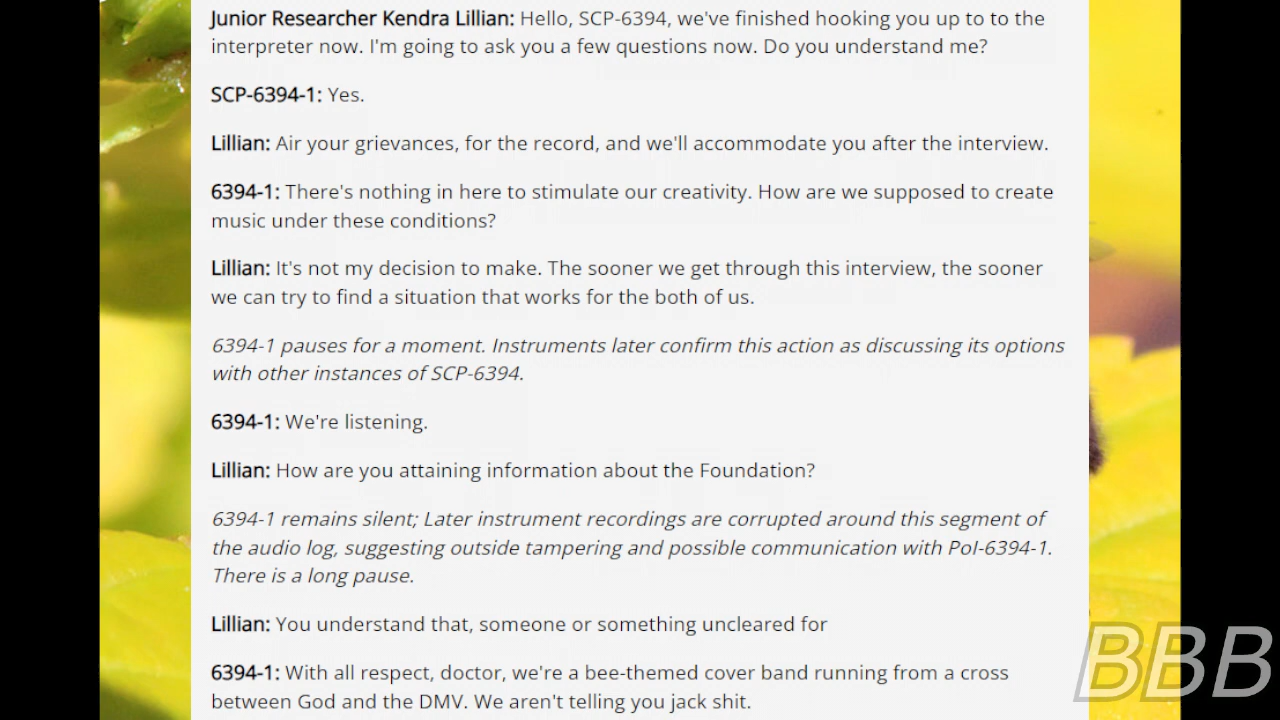 Junior Researcher Kendra Lillian: Hello, SCP-6394, we've finished hooking you up to to the
interpreter now. I'm going to ask you a few questions now. Do you understand me?
SCP-6394-1: Yes.
Lillian: Air your grievances, for the record, and we'll accommodate you after the interview.
6394-1: There's nothing in here to stimulate our creativity. How are we supposed to create
music under these conditions?
Lillian: It's not my decision to make. The sooner we get through this interview, the sooner
we can try to find a situation that works for the both of us.
6394-1 pauses for a moment. Instruments later confirm this action as discussing its options
with other instances of SCP-6394.
6394-1: We're listening.
Lillian: How are you attaining information about the Foundation?
6394-1 remains silent; Later instrument recordings are corrupted around this segment of
the audio log, suggesting outside tampering and possible communication with PoI-6394-1.
There is a long pause.
Lillian: You understand that, someone or something uncleared for
6394-1: With all respect, doctor, we're a bee-themed cover band running from a cross
between God and the DMV. We aren't telling you jack shit.
BBB